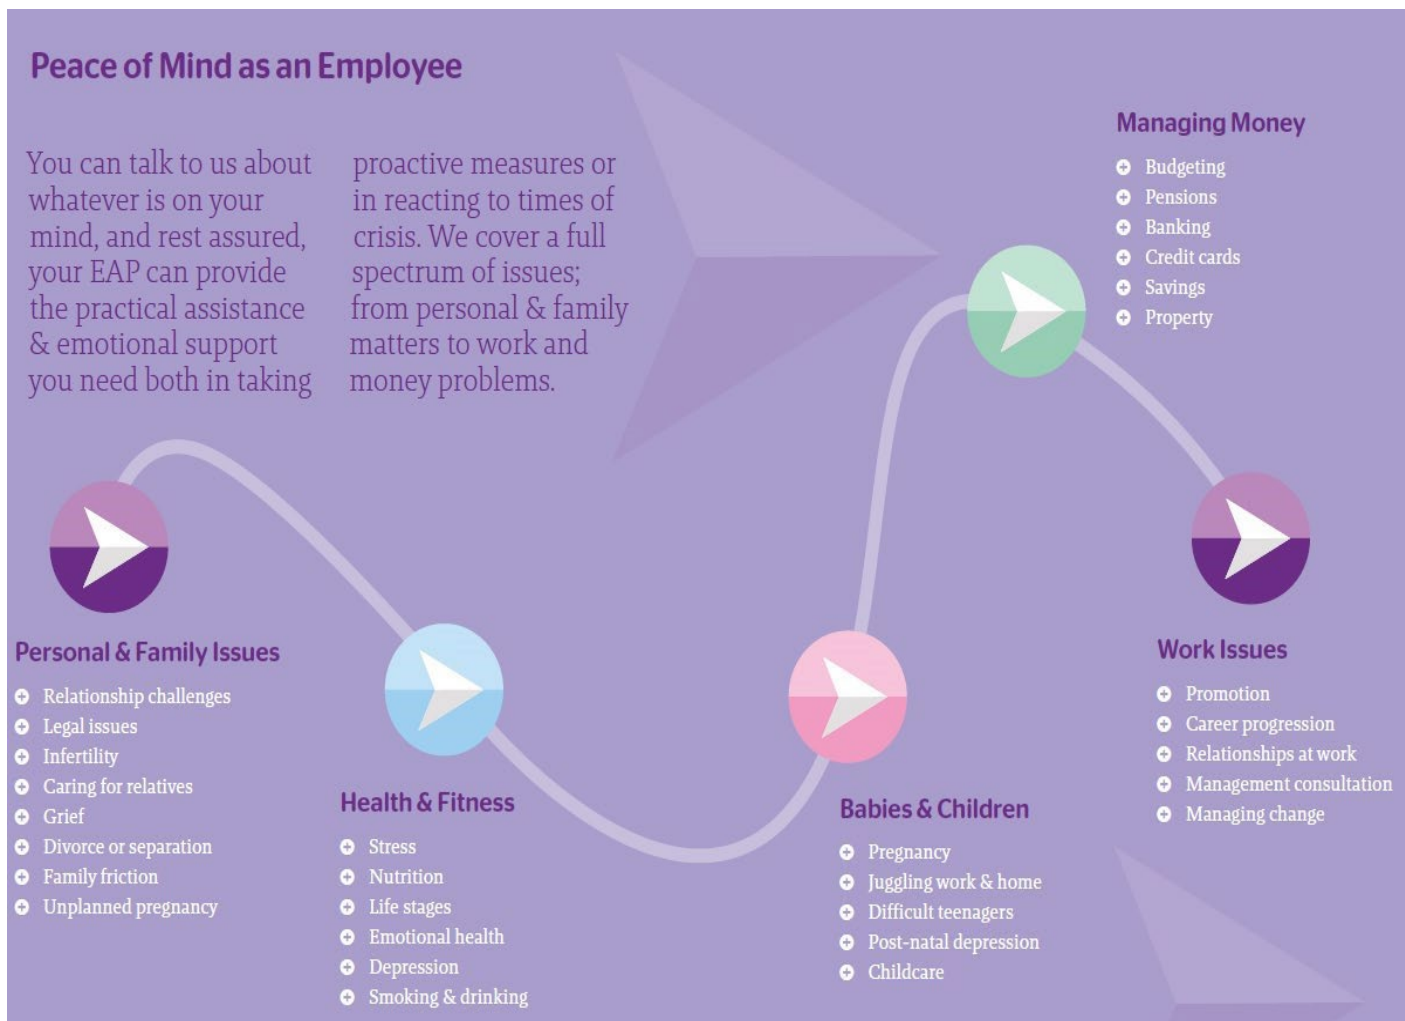 Peace of Mind as an Employee
You can talk to us about
whatever is on your
mind, and rest assured,
your EAP can provide
the practical assistance
& emotional support
you need both in taking
proactive measures or
in reacting to times of
crisis. We cover a full
spectrum of issues;
from personal & family
matters to work and
money problems.
Personal & Family Issues
Relationship challenges
Legal issues
Infertility
Caring for relatives
Grief
Divorce or separation
Family friction
Unplanned pregnancy
Health & Fitness
Stress
Nutrition
Life stages
Emotional health
Depression
Smoking & drinking
Babies & Children
Pregnancy
Juggling work & home
Difficult teenagers
Post-natal depression
Childcare
Managing Money
Budgeting
Pensions
Banking
Credit cards
Savings
Property
Work Issues
Promotion
Career progression
Relationships at work
Management consultation
Managing change